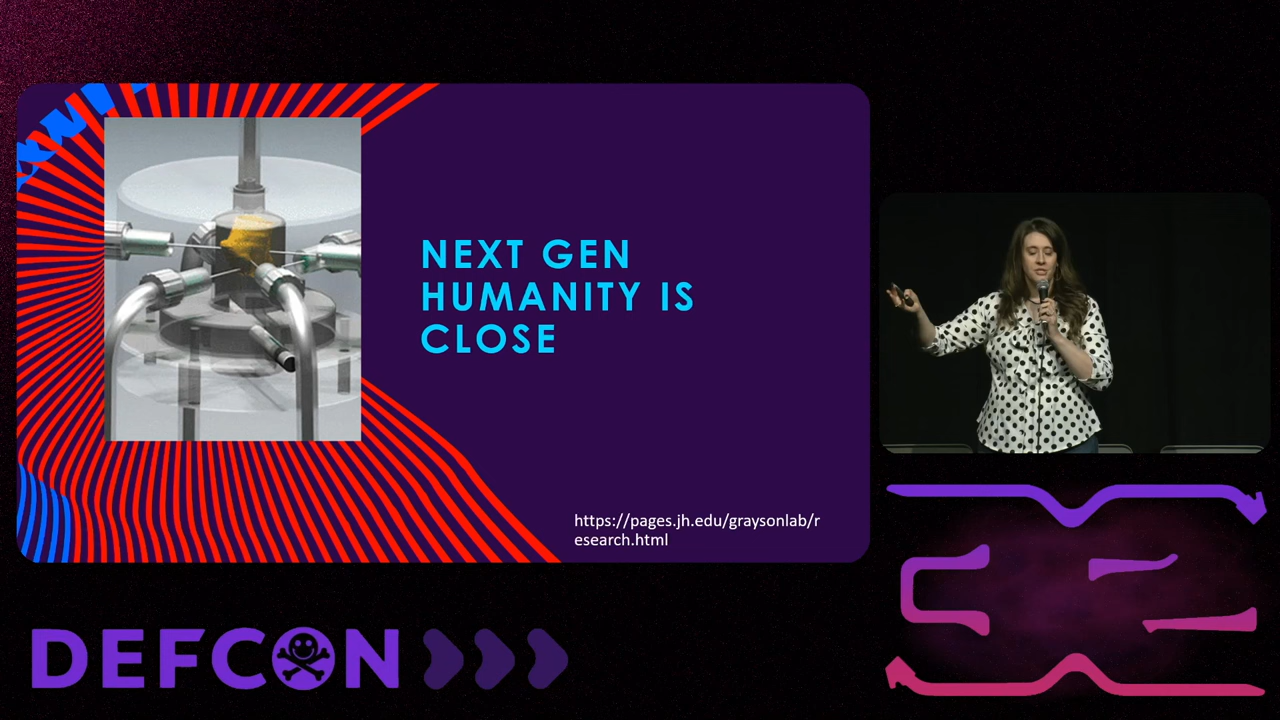 NEXT GEN
HUMANITY IS
CLOSE
https://pages.jh.edu/graysonlab/r
esearch.html
DEFCON